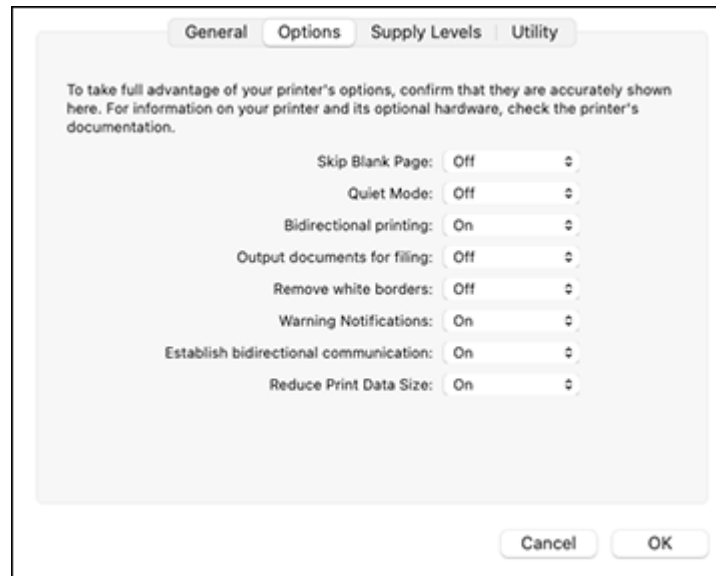 General Options Supply Levels Utility
To take full advantage of your printer's options, confirm that they are accurately shown
here. For information on your printer and its optional hardware, check the printer's
documentation.
Skip Blank Page: Off
Quiet Mode: Off
Bidirectional printing: On
Output documents for filing: Off
Remove white borders: Off
Warning Notifications: On
Establish bidirectional communication: On
Reduce Print Data Size: On
Cancel OK